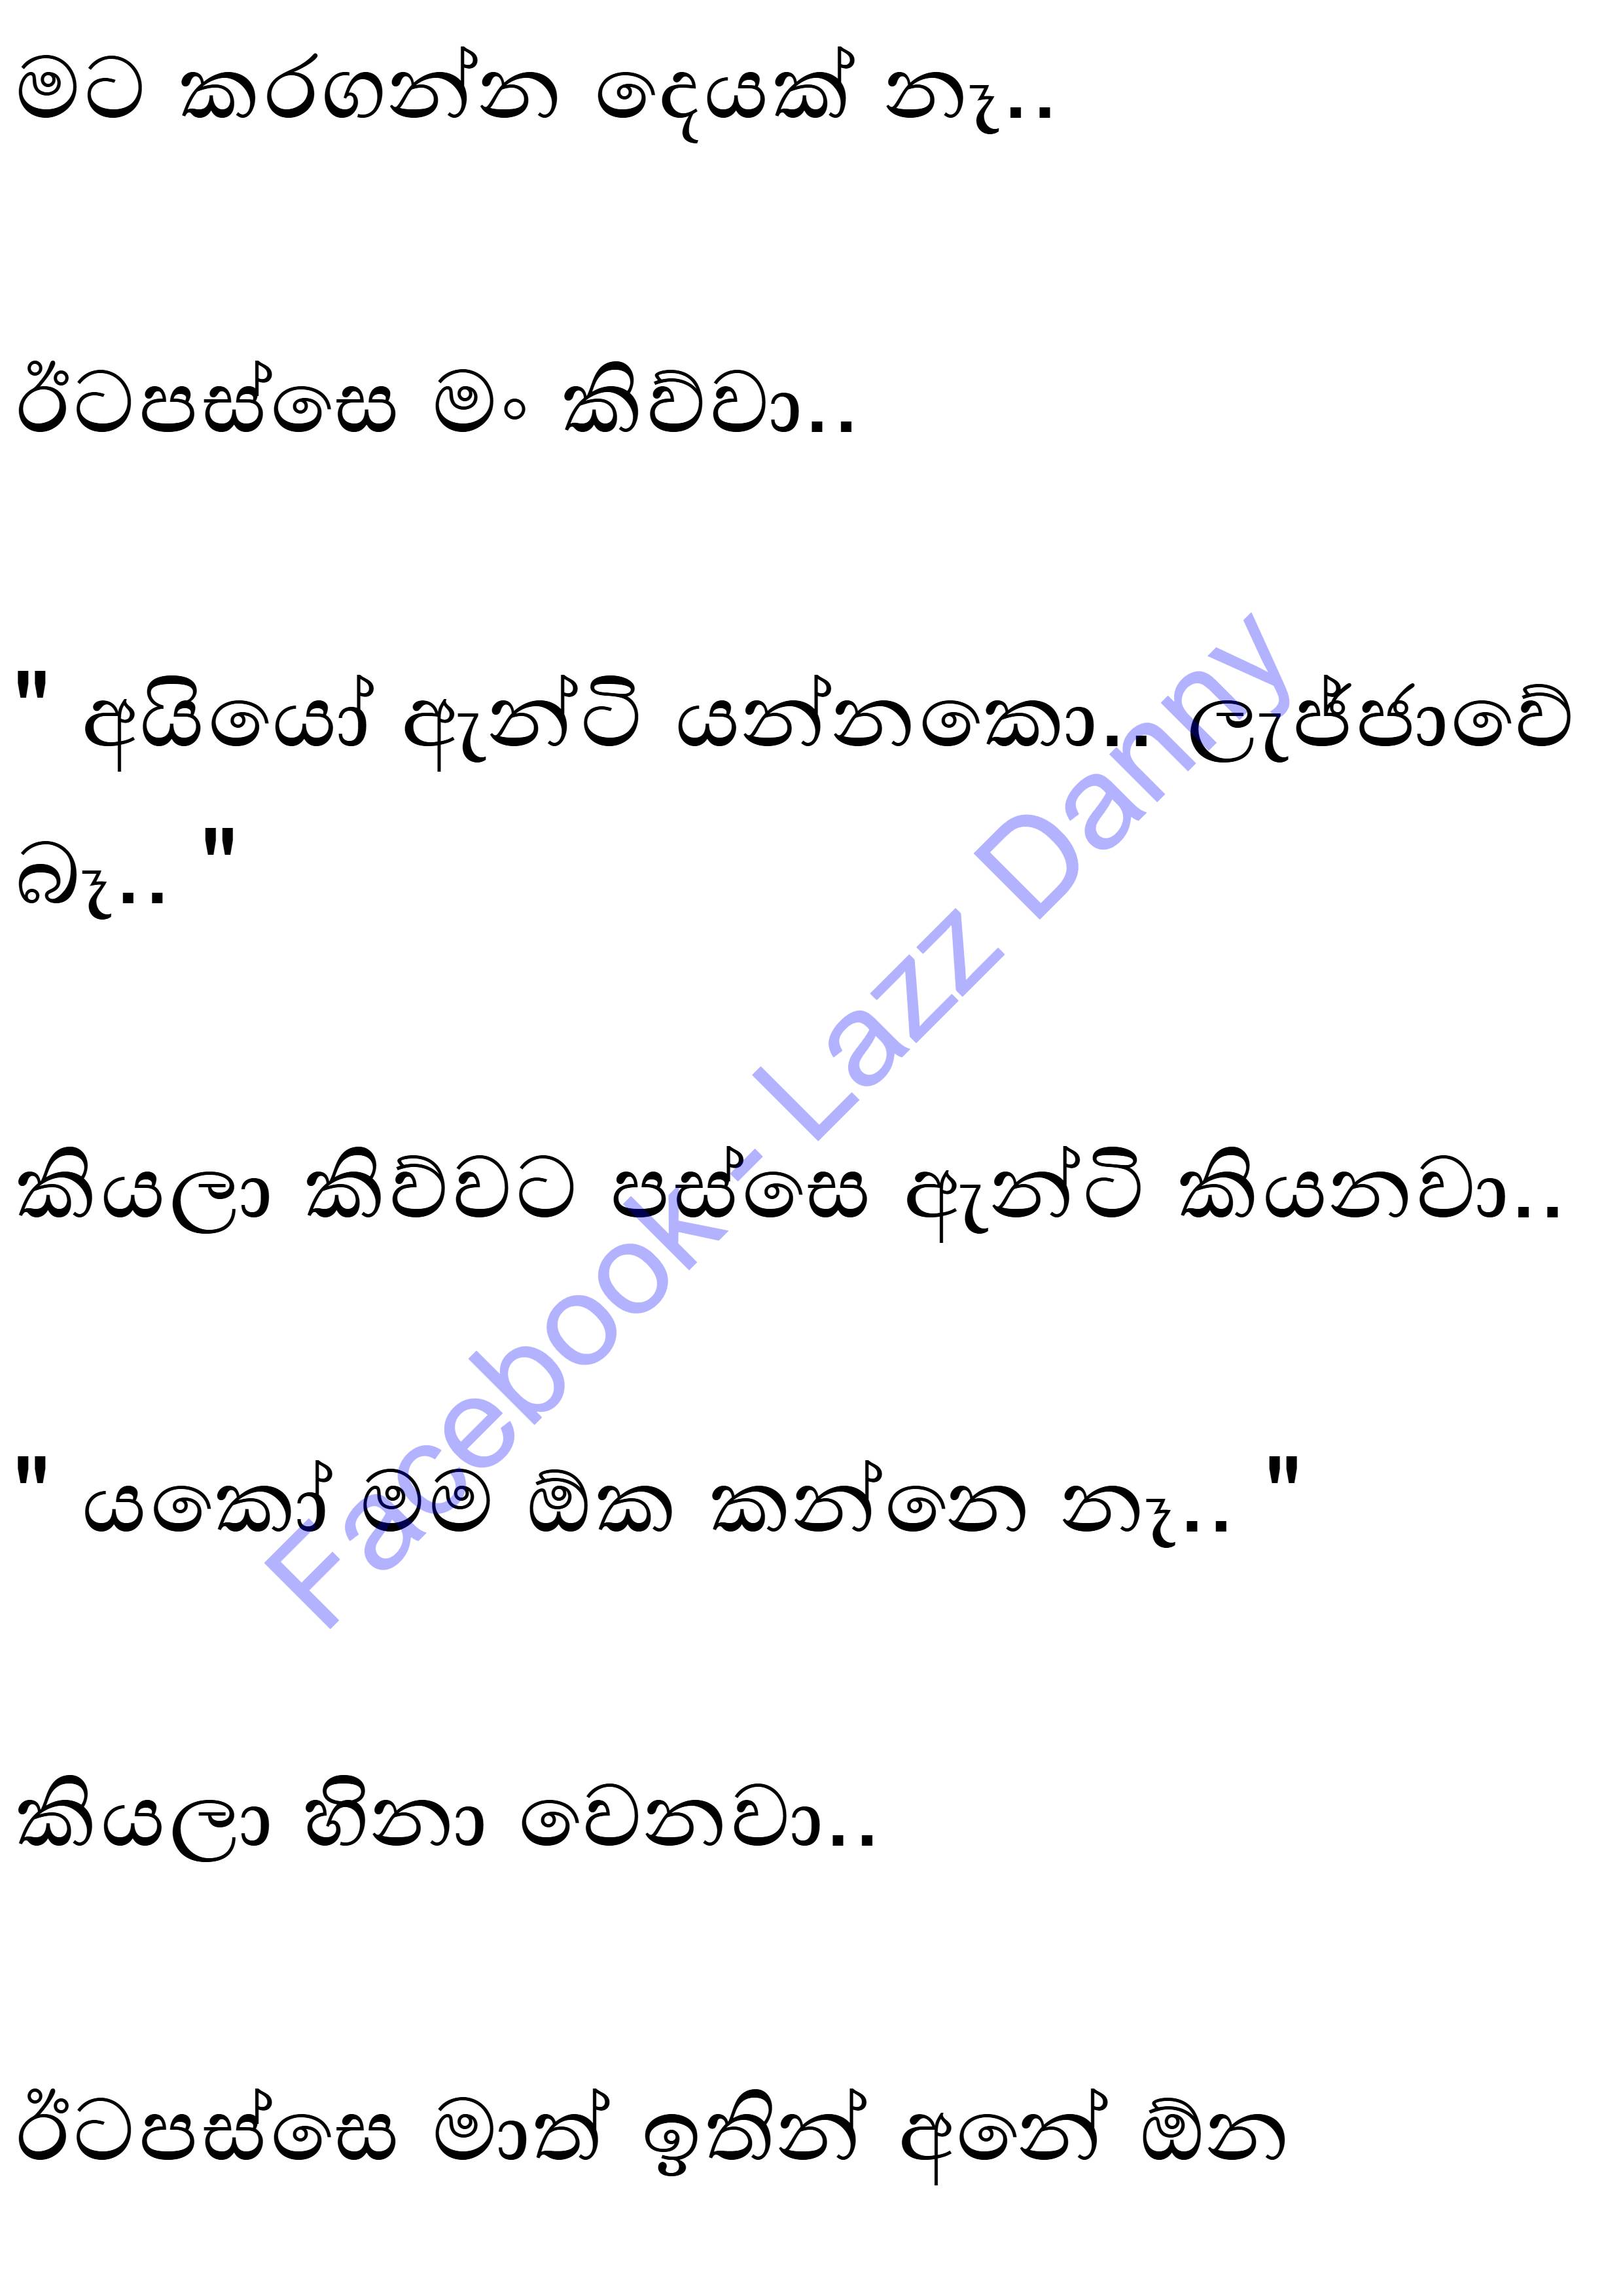 මට කරගන්න දෙයක් නෑ..
ඊටපස්සෙ මං කිව්වා..
" අයියෝ ඇන්ටි යන්නකො.. ලැජ්ජාවේ
බෑ.. "
කියලා කිව්වට පස්සෙ ඇන්ටි කියනවා..
" යකෝ මම ඕක කන්නෙ නෑ.. "
කියලා හිනා වෙනවා..
ඊටපස්සෙ මාත් ඉතින් අනේ ඕන
Facebook- Lazz Danny